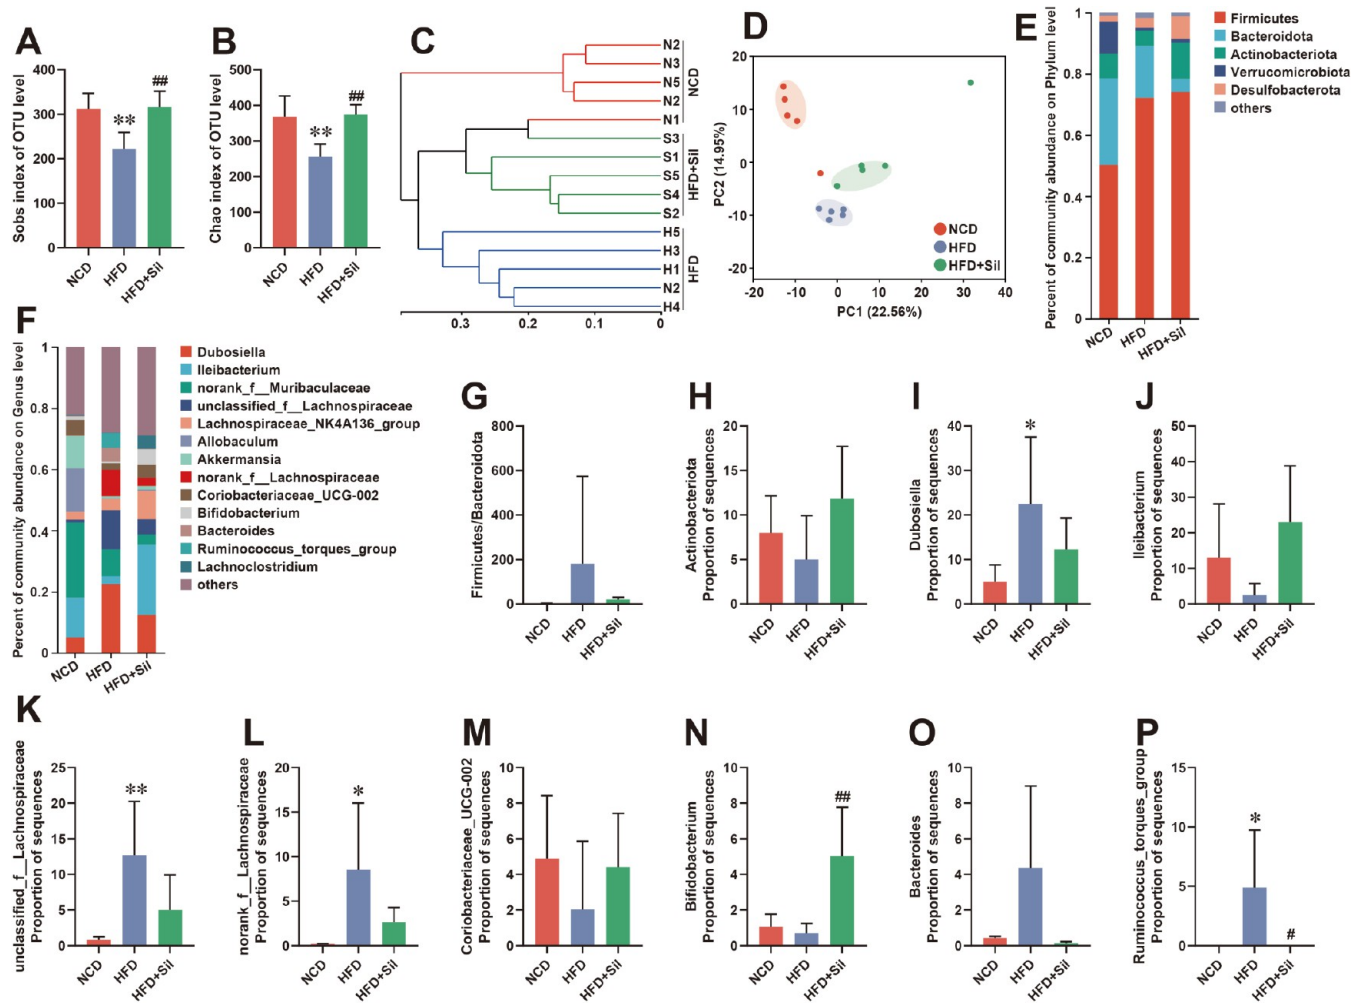 A
Sobs index of OTU level
400
300
200
100
0
**
##
NCD
HFD
HFD+Sil
B
Chao index of OTU level
500
400
300
200
100
0
**
##
NCD
HFD
HFD+Sil
C
N2
N3
N5
N2
N1
S3
S1
S5
S4
S2
H5
H3
H1
N2
H4
NCD
HFD+Sil
HFD
0.3
0.2
0.1
0
D
PC2 (14.95%)
20
10
0
-10
-20
-20
-10
0
10
20
30
40
PC1 (22.56%)
NCD
HFD
HFD+Sil
E
Percent of community abundance on Phylum level
1
0.8
0.6
0.4
0.2
0
NCD
HFD
HFD+Sil
Firmicutes
Bacteroidota
Actinobacteriota
Verrucomicrobiota
Desulfobacterota
others
F
Percent of community abundance on Genus level
1
0.8
0.6
0.4
0.2
0
NCD
HFD
HFD+Sil
Dubosiella
Ileibacterium
norank_f__Muribaculaceae
unclassified_f__Lachnospiraceae
Lachnospiraceae_NK4A136_group
Allobaculum
Akkermansia
norank_f__Lachnospiraceae
Coriobacteriaceae_UCG-002
Bifidobacterium
Bacteroides
Ruminococcus_torques_group
Lachnoclostridium
others
G
Firmicutes/Bacteroidota
800
600
400
200
0
NCD
HFD
HFD+Sil
H
Actinobacteriota
Proportion of sequences
20
15
10
5
0
NCD
HFD
HFD+Sil
I
Dubosiella
Proportion of sequences
40
30
20
10
0
*
NCD
HFD
HFD+Sil
J
Ileibacterium
Proportion of sequences
50
40
30
20
10
0
NCD
HFD
HFD+Sil
K
unclassified_f__Lachnospiraceae
Proportion of sequences
25
20
15
10
5
0
**
NCD
HFD
HFD+Sil
L
norank_f__Lachnospiraceae
Proportion of sequences
20
15
10
5
0
*
NCD
HFD
HFD+Sil
M
Coriobacteriaceae_UCG-002
Proportion of sequences
10
8
6
4
2
0
NCD
HFD
HFD+Sil
N
Bifidobacterium
Proportion of sequences
10
8
6
4
2
0
##
NCD
HFD
HFD+Sil
O
Bacteroides
Proportion of sequences
10
8
6
4
2
0
NCD
HFD
HFD+Sil
P
Ruminococcus_torques_group
Proportion of sequences
15
10
5
0
*
#
NCD
HFD
HFD+Sil